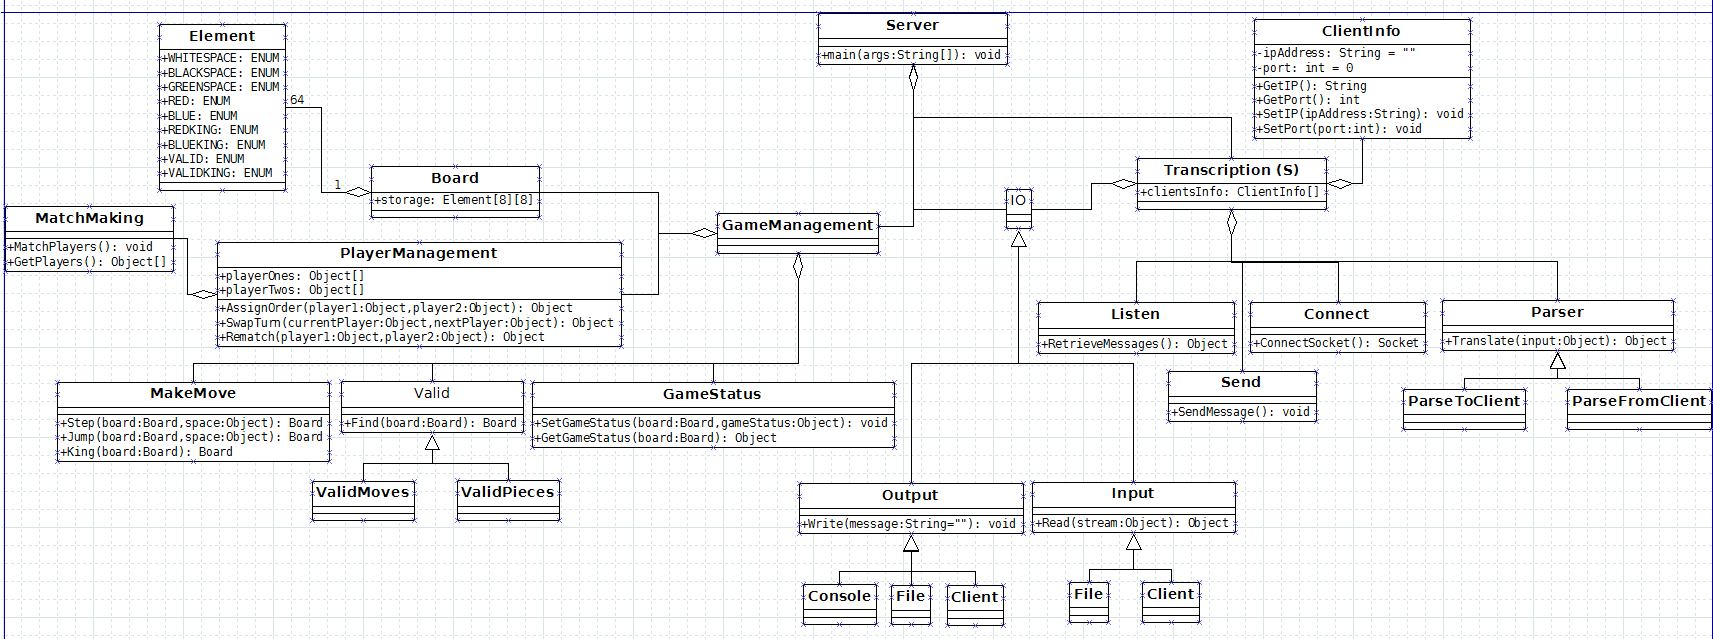 Element
+WHITESPACE: ENUM
+BLACKSPACE: ENUM
+GREENSPACE: ENUM
+RED: ENUM
+BLUE: ENUM
+REDKING: ENUM
+BLUEKING: ENUM
+VALID: ENUM
+VALIDKING: ENUM
64
1
Board
+storage: Element[8][8]
Server
+main(args:String[]): void
ClientInfo
-ipAddress: String = ""
-port: int = 0
+GetIP(): String
+GetPort(): int
+SetIP(ipAddress:String): void
+SetPort(port:int): void
Transcription (S)
+clientsInfo: ClientInfo[]
IO
MatchMaking
+MatchPlayers(): void
+GetPlayers(): Object[]
PlayerManagement
+playerOnes: Object[]
+playerTwos: Object[]
+AssignOrder(player1:Object,player2:Object): Object
+SwapTurn(currentPlayer:Object,nextPlayer:Object): Object
+Rematch(player1:Object,player2:Object): Object
GameManagement
Listen
+RetrieveMessages(): Object
Connect
+ConnectSocket(): Socket
Parser
+Translate(input:Object): Object
Send
+SendMessage(): void
ParseToClient
ParseFromClient
MakeMove
+Step(board:Board,space:Object): Board
+Jump(board:Board,space:Object): Board
+King(board:Board): Board
Valid
+Find(board:Board): Board
GameStatus
+SetGameStatus(board:Board,gameStatus:Object): void
+GetGameStatus(board:Board): Object
ValidMoves
ValidPieces
Output
+Write(message:String=""): void
Input
+Read(stream:Object): Object
Console
File
Client
File
Client